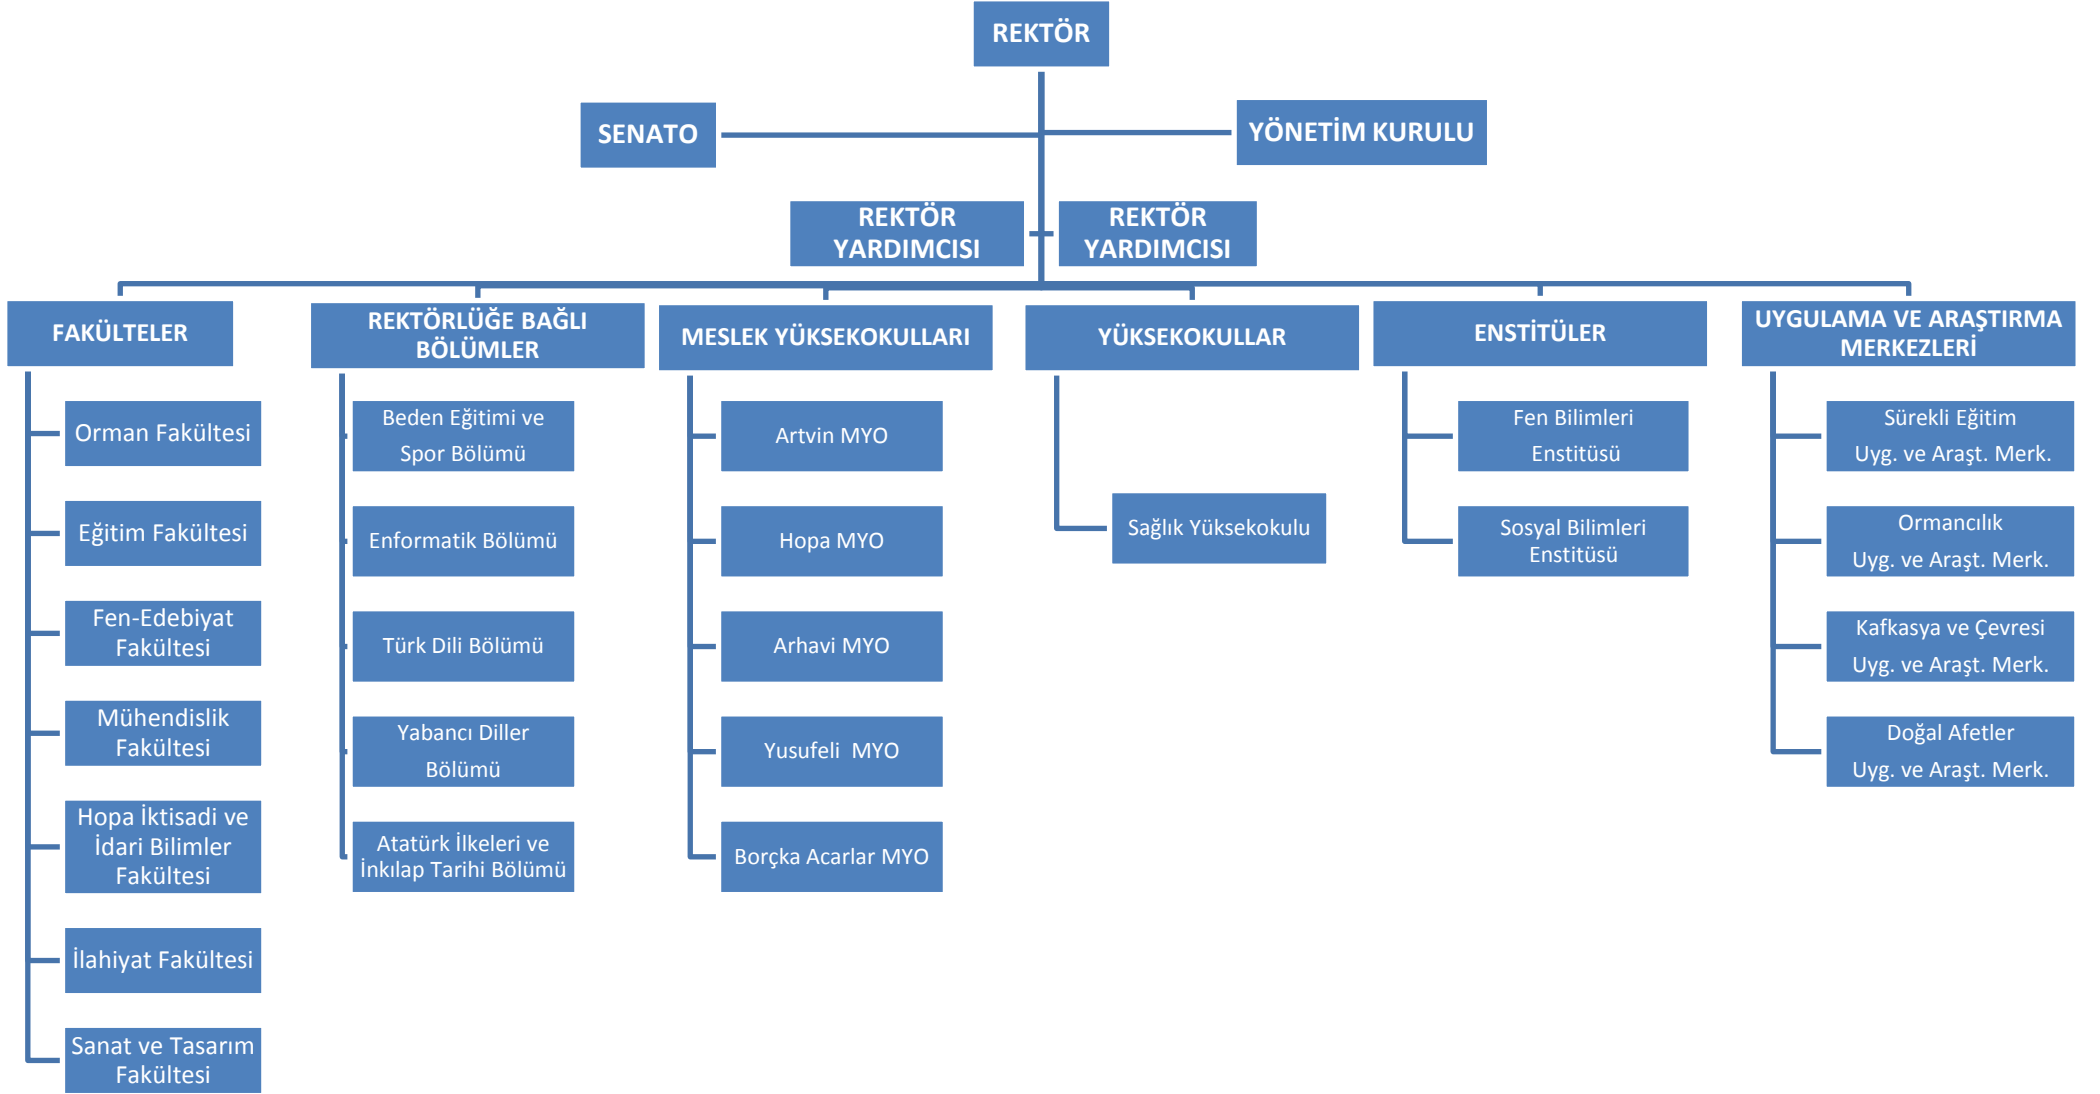 REKTÖR
SENATO
YÖNETİM KURULU
REKTÖR
YARDIMCISI
REKTÖR
YARDIMCISI
FAKÜLTELER
Orman Fakültesi
Eğitim Fakültesi
Fen-Edebiyat
Fakültesi
Mühendislik
Fakültesi
Hopa İktisadi ve
İdari Bilimler
Fakültesi
İlahiyat Fakültesi
Sanat ve Tasarım
Fakültesi
REKTÖRLÜĞE BAĞLI
BÖLÜMLER
Beden Eğitimi ve
Spor Bölümü
Enformatik Bölümü
Türk Dili Bölümü
Yabancı Diller
Bölümü
Atatürk İlkeleri ve
İnkılap Tarihi Bölümü
MESLEK YÜKSEKOKULLARI
Artvin MYO
Hopa MYO
Arhavi MYO
Yusufeli MYO
Borçka Acarlar MYO
YÜKSEKOKULLAR
Sağlık Yüksekokulu
ENSTİTÜLER
Fen Bilimleri
Enstitüsü
Sosyal Bilimleri
Enstitüsü
UYGULAMA VE ARAŞTIRMA
MERKEZLERİ
Sürekli Eğitim
Uyg. ve Araşt. Merk.
Ormancılık
Uyg. ve Araşt. Merk.
Kafkasya ve Çevresi
Uyg. ve Araşt. Merk.
Doğal Afetler
Uyg. ve Araşt. Merk.